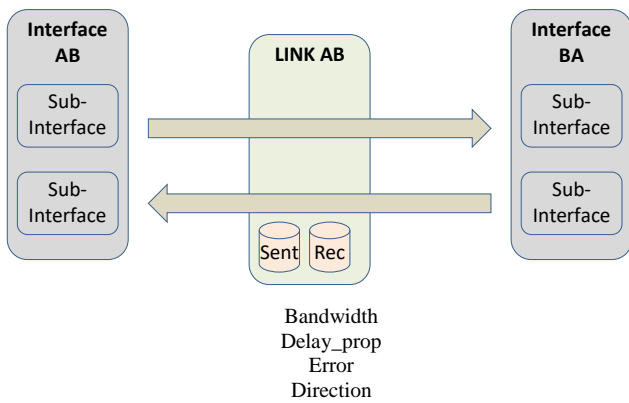 Interface
AB
Sub-
Interface
Sub-
Interface
LINK AB
Sent
Rec
Interface
BA
Sub-
Interface
Sub-
Interface
Bandwidth
Delay_prop
Error
Direction